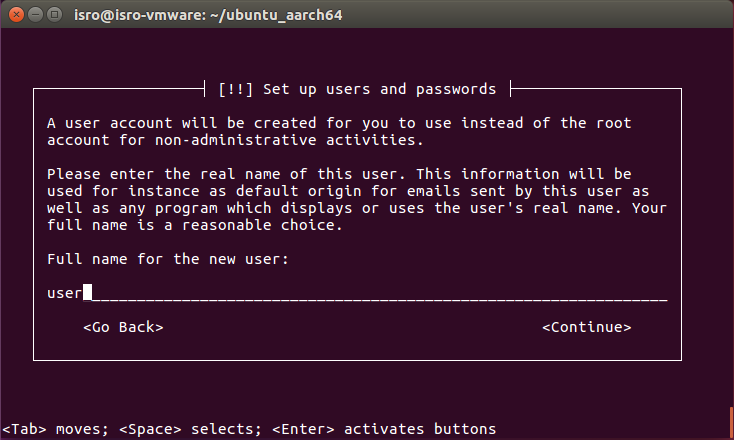 isro@isro-vmware: ~/ubuntu_aarch64
[!!] Set up users and passwords
A user account will be created for you to use instead of the root
account for non-administrative activities.
Please enter the real name of this user. This information will be
used for instance as default origin for emails sent by this user as
well as any program which displays or uses the user's real name. Your
full name is a reasonable choice.
Full name for the new user:
user
<Go Back> <Continue>
<Tab> moves; <Space> selects; <Enter> activates buttons